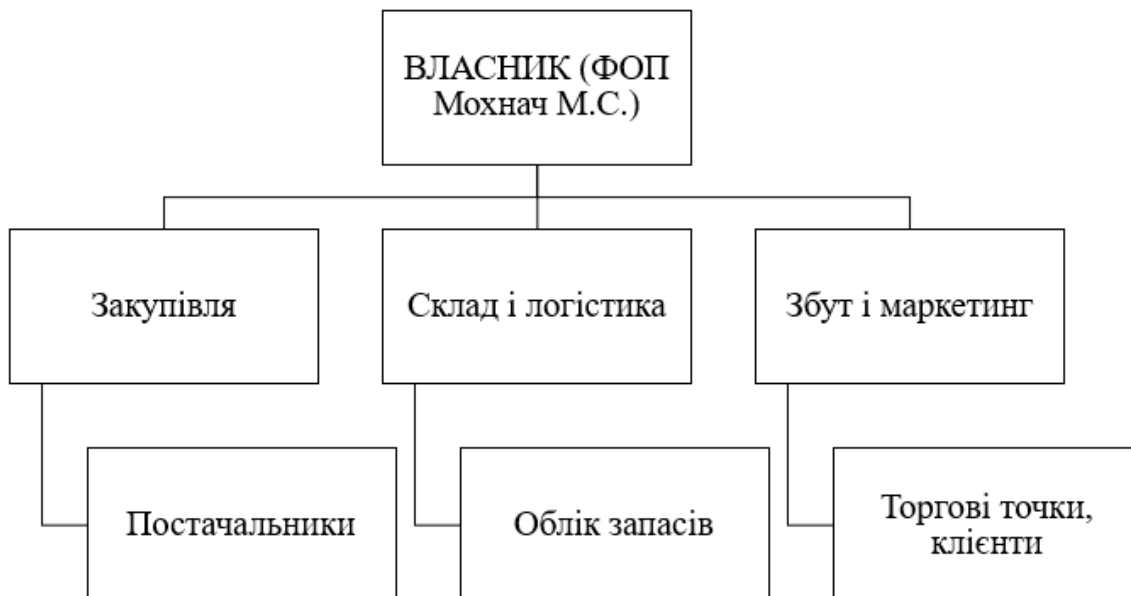 ВЛАСНИК (ФОП
Мохнач М.С.)
Закупівля
Склад і логістика
Збут і маркетинг
Постачальники
Облік запасів
Торгові точки,
клієнти